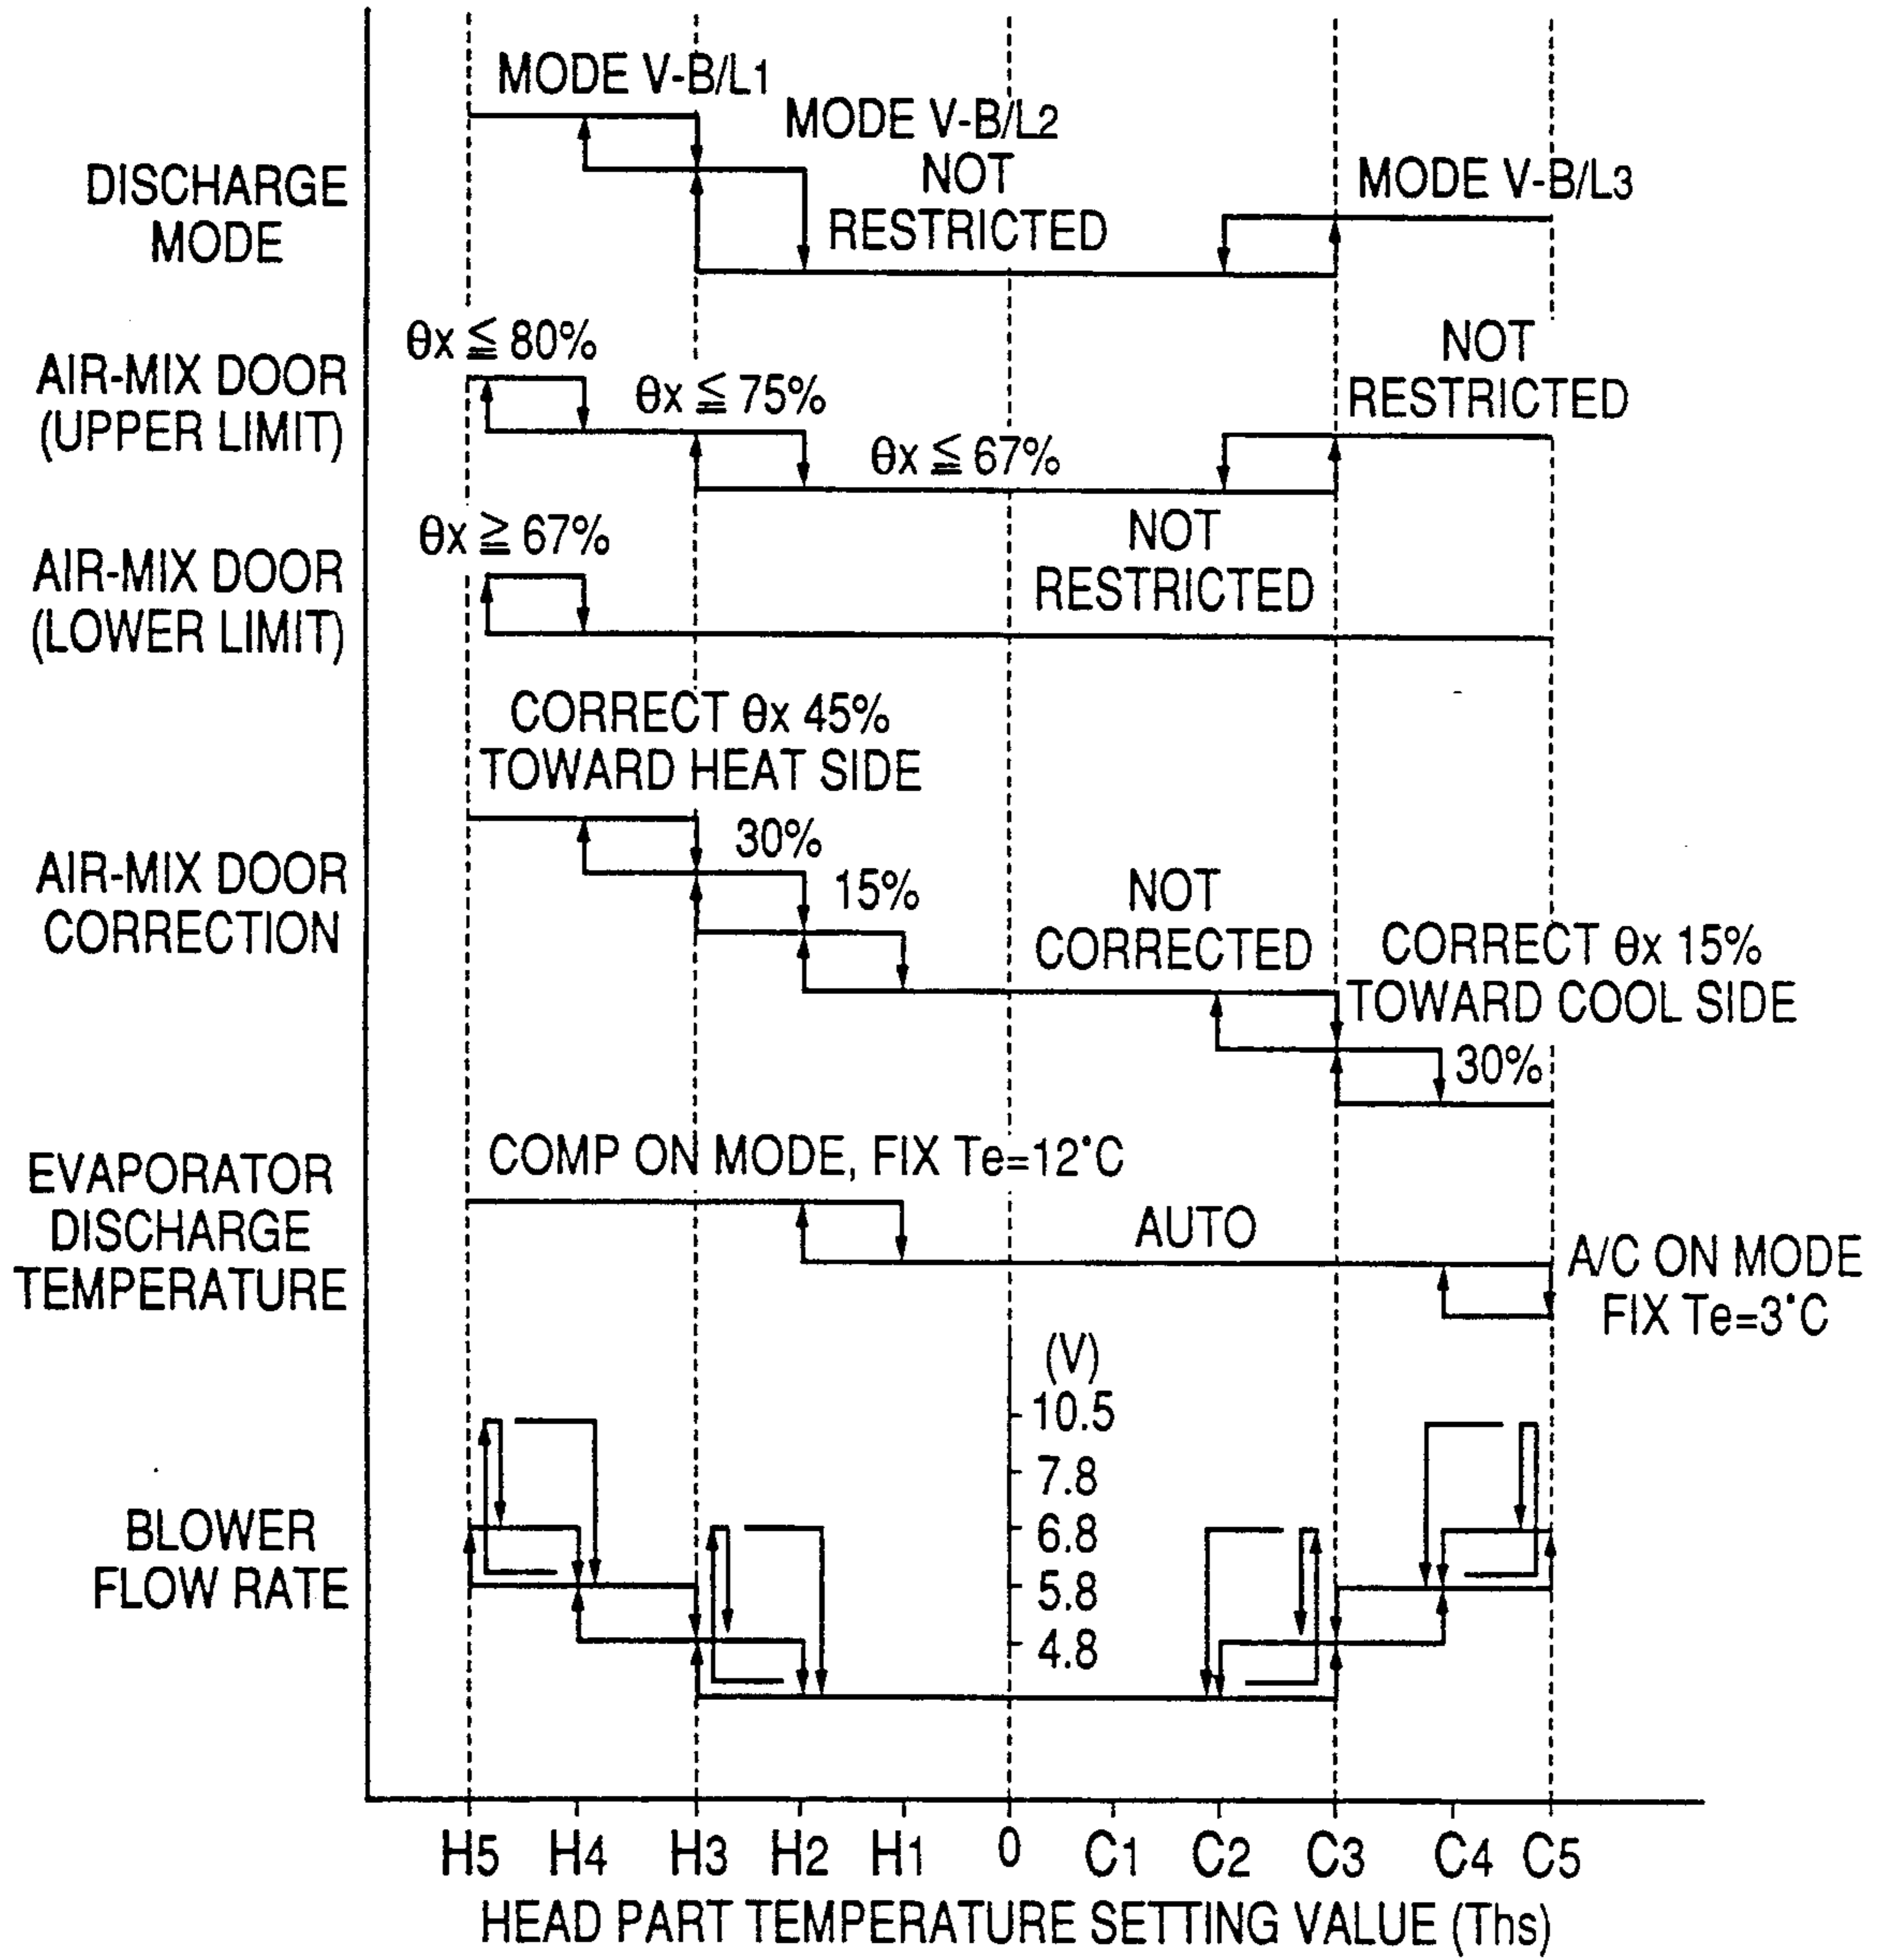 MODE V-B/L1
MODE V-B/L2
NOT
RESTRICTED
MODE V-B/L3
DISCHARGE
MODE
θx ≦ 80%
θx ≦ 75%
θx ≦ 67%
NOT
RESTRICTED
AIR-MIX DOOR
(UPPER LIMIT)
θx ≧ 67%
NOT
RESTRICTED
AIR-MIX DOOR
(LOWER LIMIT)
CORRECT θx 45%
TOWARD HEAT SIDE
30%
15%
NOT
CORRECTED
CORRECT θx 15%
TOWARD COOL SIDE
30%
AIR-MIX DOOR
CORRECTION
COMP ON MODE, FIX Te=12°C
AUTO
A/C ON MODE
FIX Te=3°C
EVAPORATOR
DISCHARGE
TEMPERATURE
(V)
10.5
7.8
6.8
5.8
4.8
BLOWER
FLOW RATE
H5 H4 H3 H2 H1 0 C1 C2 C3 C4 C5
HEAD PART TEMPERATURE SETTING VALUE (Ths)